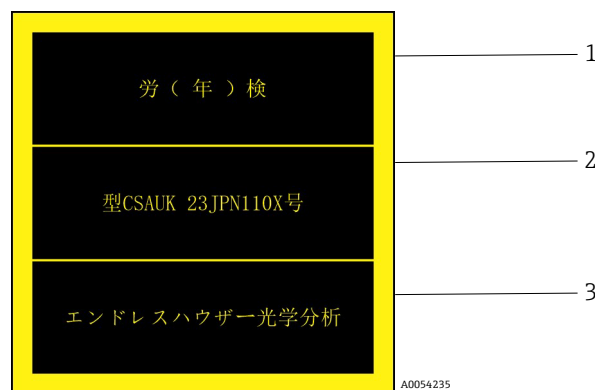 労（ 年 ）検
1
型CSAUK 23JPN110X号
2
エンドレスハウザー光学分析
3
A0054235